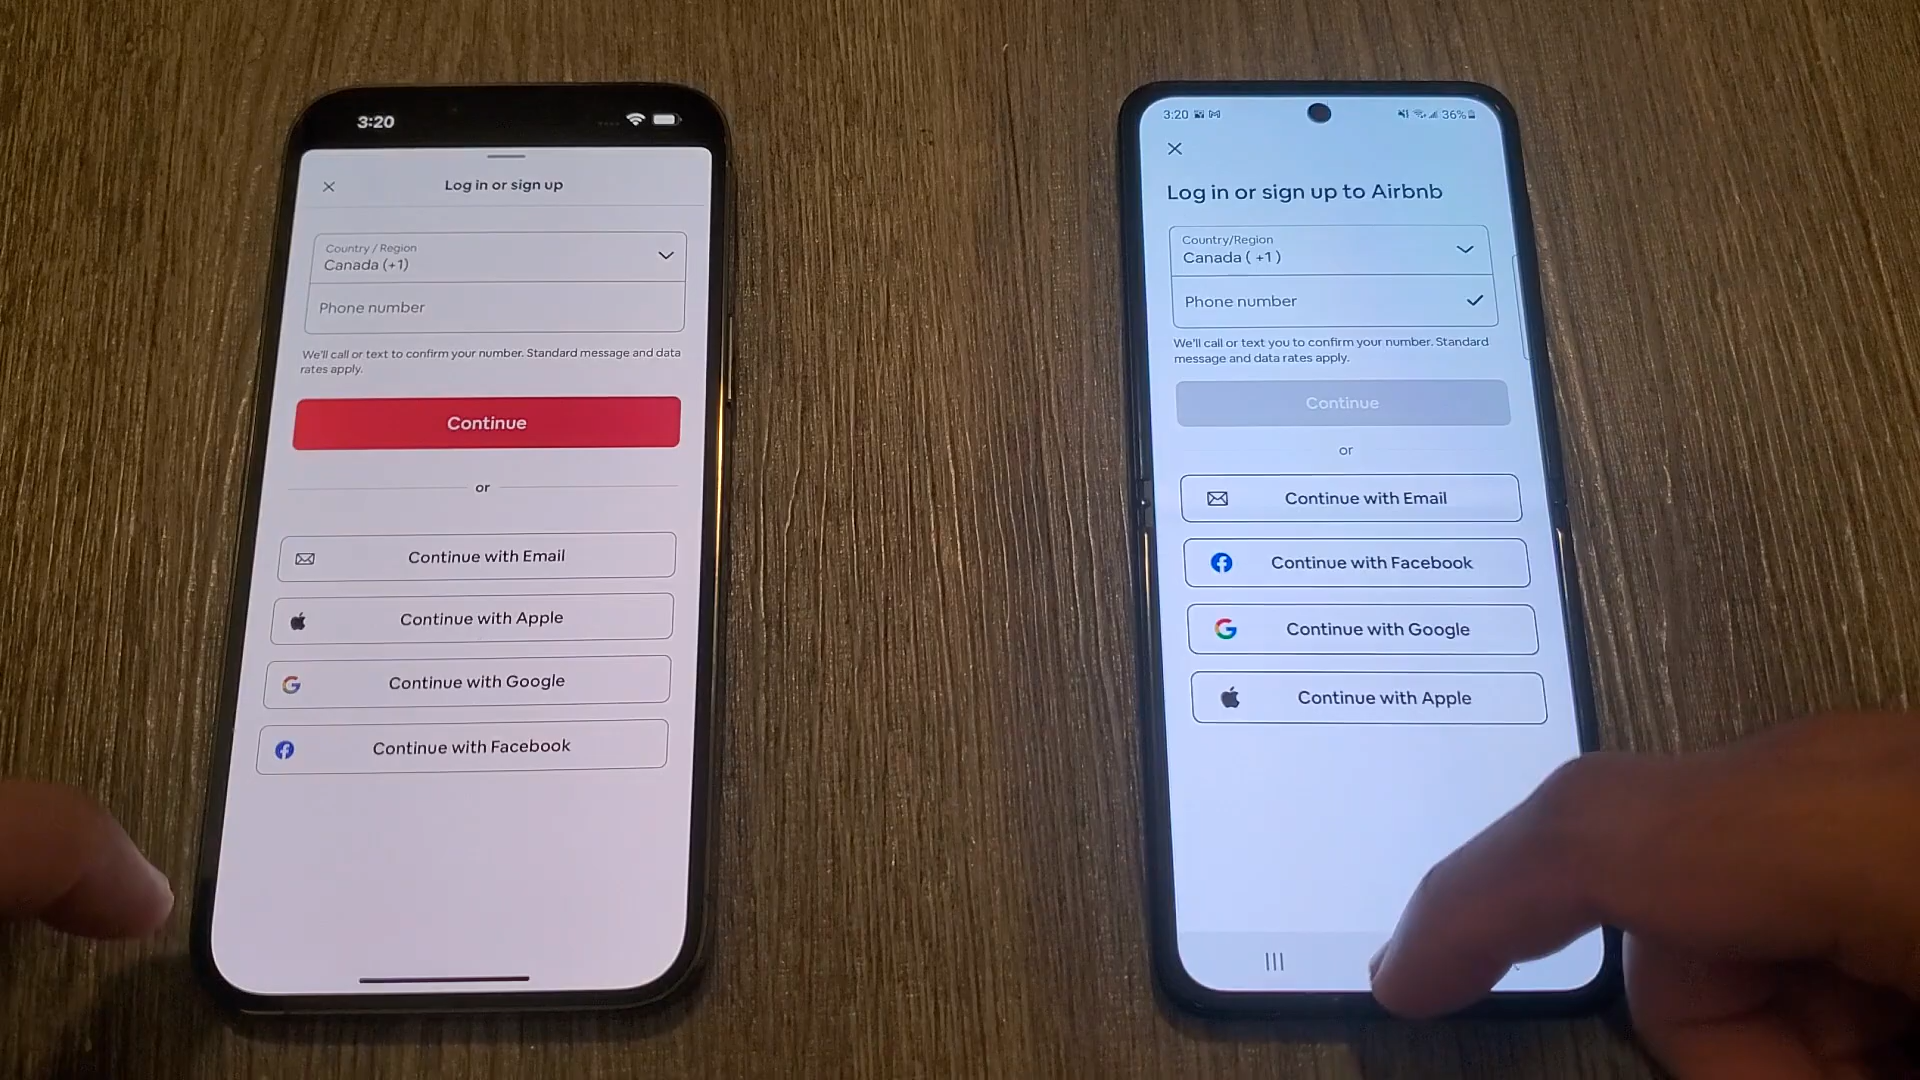 3:20
Log in or sign up
Country / Region
Canada (+1)
Phone number
We'll call or text to confirm your number. Standard message and data
rates apply.
Continue
or
Continue with Email
Continue with Apple
Continue with Google
Continue with Facebook
3:20
36%
Log in or sign up to Airbnb
Country/Region
Canada ( +1 )
Phone number
We'll call or text you to confirm your number. Standard
message and data rates apply.
Continue
or
Continue with Email
Continue with Facebook
Continue with Google
Continue with Apple